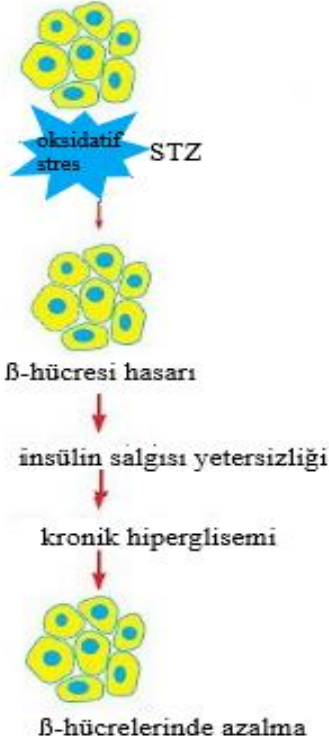 oksidatif
stres
STZ
ß-hücresi hasarı
insülin salgısı yetersizliği
kronik hiperglisemi
ß-hücrelerinde azalma